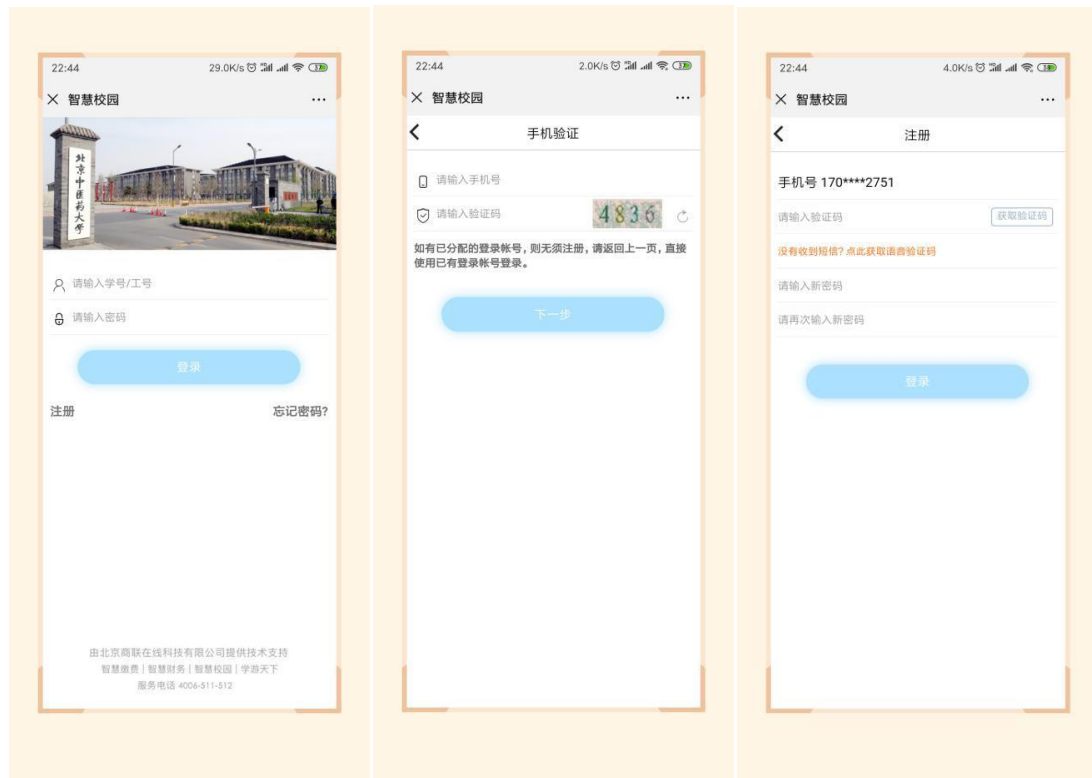 22:44
29.0K/s
智慧校园
北京中医药大学
请输入学号/工号
请输入密码
登录
注册
忘记密码?
由北京商联在线科技有限公司提供技术支持
智慧缴费 | 智慧财务 | 智慧校园 | 学游天下
服务电话 4006-511-512
22:44
2.0K/s
智慧校园
手机验证
请输入手机号
请输入验证码
4836
如有已分配的登录帐号, 则无须注册, 请返回上一页, 直接
使用已有登录帐号登录。
下一步
22:44
4.0K/s
智慧校园
注册
手机号 170****2751
请输入验证码
获取验证码
没有收到短信? 点此获取语音验证码
请输入新密码
请再次输入新密码
登录